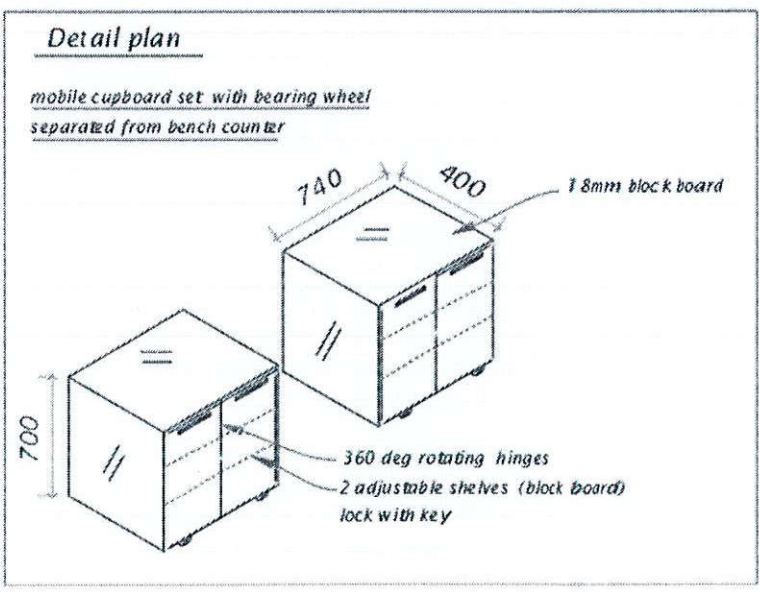 Detail plan
mobile cupboard set with bearing wheel
separated from bench counter
740
400
18mm block board
700
360 deg rotating hinges
2 adjustable shelves (block board)
lock with key